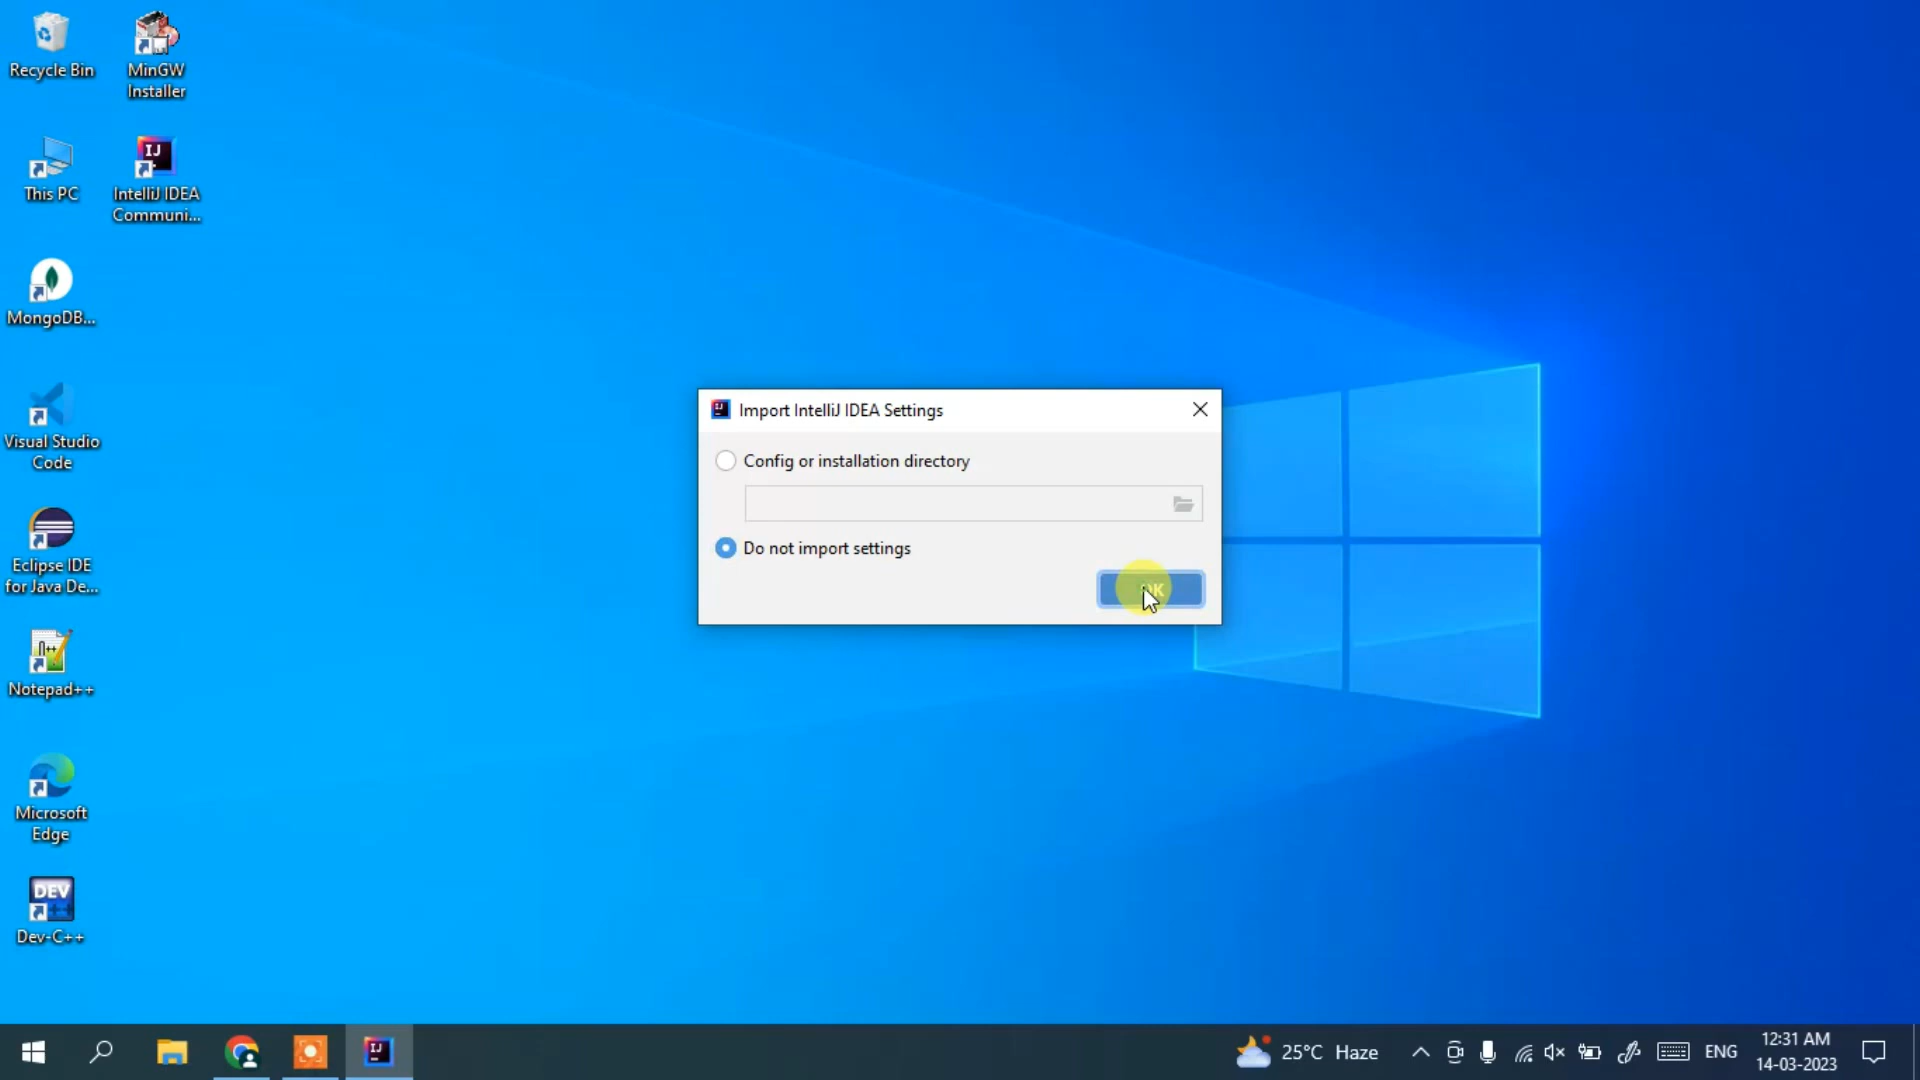 Recycle Bin
MinGW
Installer
This PC
IJ
IntelliJ IDEA
Communi...
MongoDB...
Visual Studio
Code
Eclipse IDE
for Java De...
Notepad++
Microsoft
Edge
DEV
Dev-C++
Import IntelliJ IDEA Settings
Config or installation directory
Do not import settings
OK
25°C Haze
ENG
12:31 AM
14-03-2023